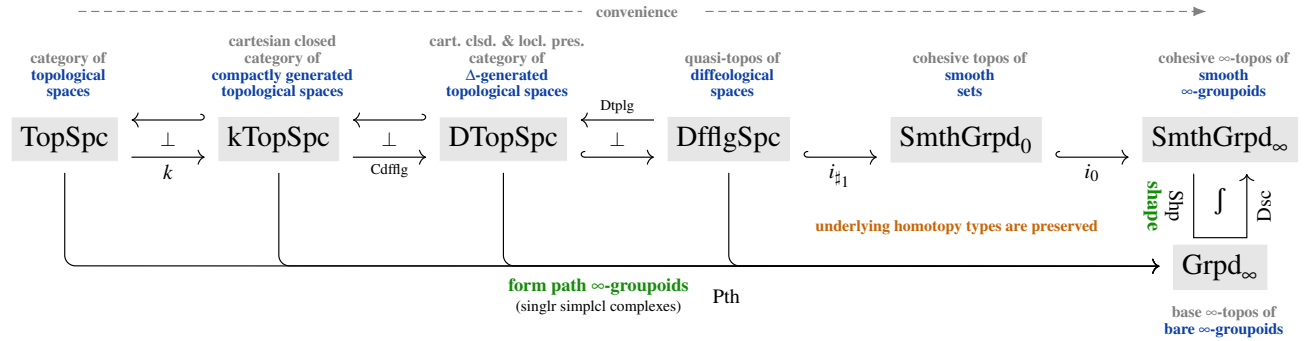 convenience
category of
topological
spaces
cartesian closed
category of
compactly generated
topological spaces
cart. clsd. & locl. pres.
category of
Δ-generated
topological spaces
quasi-topos of
diffeological
spaces
cohesive topos of
smooth
sets
cohesive ∞-topos of
smooth
∞-groupoids
Dtplg
TopSpc ⊥ kTopSpc ⊥ DTopSpc ⊥ DfflgSpc SmthGrpd₀ SmthGrpd∞
k Cdfflg i♯₁ i₀
shape Shp ∫ Dsc
underlying homotopy types are preserved
Grpd∞
form path ∞-groupoids
(singlr simplcl complexes)
Pth
base ∞-topos of
bare ∞-groupoids